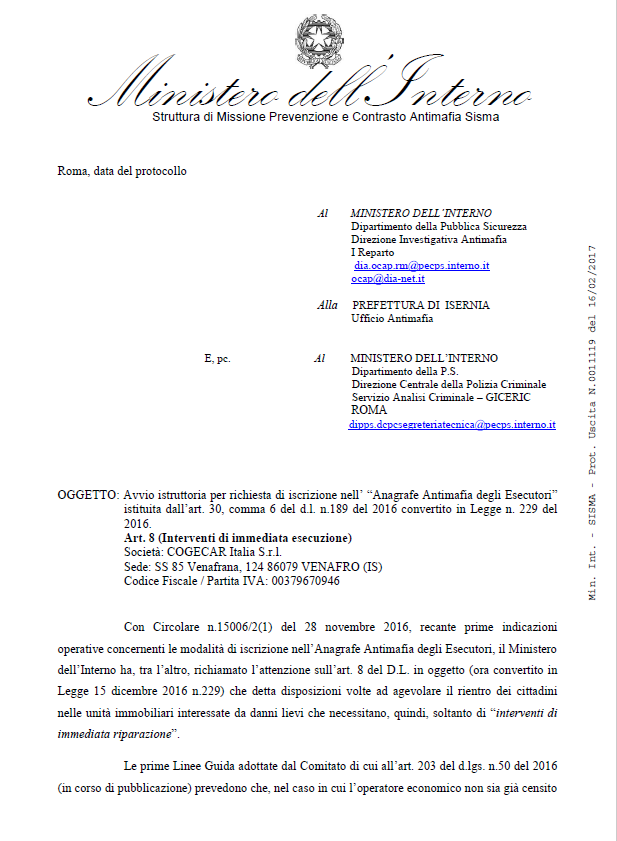 Ministero dell'Interno
Struttura di Missione Prevenzione e Contrasto Antimafia Sisma
Roma, data del protocollo
Al MINISTERO DELL'INTERNO
Dipartimento della Pubblica Sicurezza
Direzione Investigativa Antimafia
I Reparto
dia.ocap.rm@pecps.interno.it
ocap@dia-net.it
Alla PREFETTURA DI ISERNIA
Ufficio Antimafia
E, pc. Al MINISTERO DELL'INTERNO
Dipartimento della P.S.
Direzione Centrale della Polizia Criminale
Servizio Analisi Criminale – GICERIC
ROMA
dipps.dcpcsegreteriatecnica@pecps.interno.it
OGGETTO: Avvio istruttoria per richiesta di iscrizione nell' “Anagrafe Antimafia degli Esecutori”
istituita dall'art. 30, comma 6 del d.l. n.189 del 2016 convertito in Legge n. 229 del
2016.
Art. 8 (Interventi di immediata esecuzione)
Società: COGECAR Italia S.r.l.
Sede: SS 85 Venafrana, 124 86079 VENAFRO (IS)
Codice Fiscale / Partita IVA: 00379670946
Con Circolare n.15006/2(1) del 28 novembre 2016, recante prime indicazioni
operative concernenti le modalità di iscrizione nell'Anagrafe Antimafia degli Esecutori, il Ministero
dell'Interno ha, tra l'altro, richiamato l'attenzione sull'art. 8 del D.L. in oggetto (ora convertito in
Legge 15 dicembre 2016 n.229) che detta disposizioni volte ad agevolare il rientro dei cittadini
nelle unità immobiliari interessate da danni lievi che necessitano, quindi, soltanto di “interventi di
immediata riparazione”.
Le prime Linee Guida adottate dal Comitato di cui all'art. 203 del d.lgs. n.50 del 2016
(in corso di pubblicazione) prevedono che, nel caso in cui l'operatore economico non sia già censito
Min. Int. - SISMA - Prot. Uscita N.0011119 del 16/02/2017